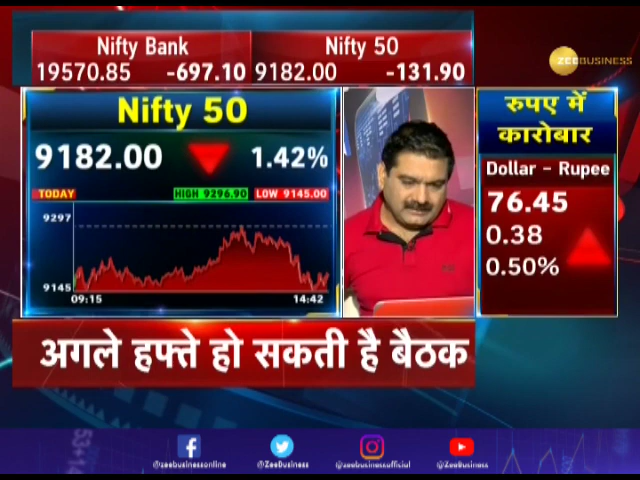 Nifty Bank
19570.85 -697.10
Nifty 50
9182.00 -131.90
ZEEBUSINESS
Nifty 50
9182.00 1.42%
TODAY HIGH 9296.90 LOW 9145.00
9297
9145
09:15 14:42
रुपए में
कारोबार
Dollar - Rupee
76.45
0.38
0.50%
अगले हफ्ते हो सकती है बैठक
@zeebusinessonline @ZeeBusiness @zeebusinessofficial @ZeeBusiness